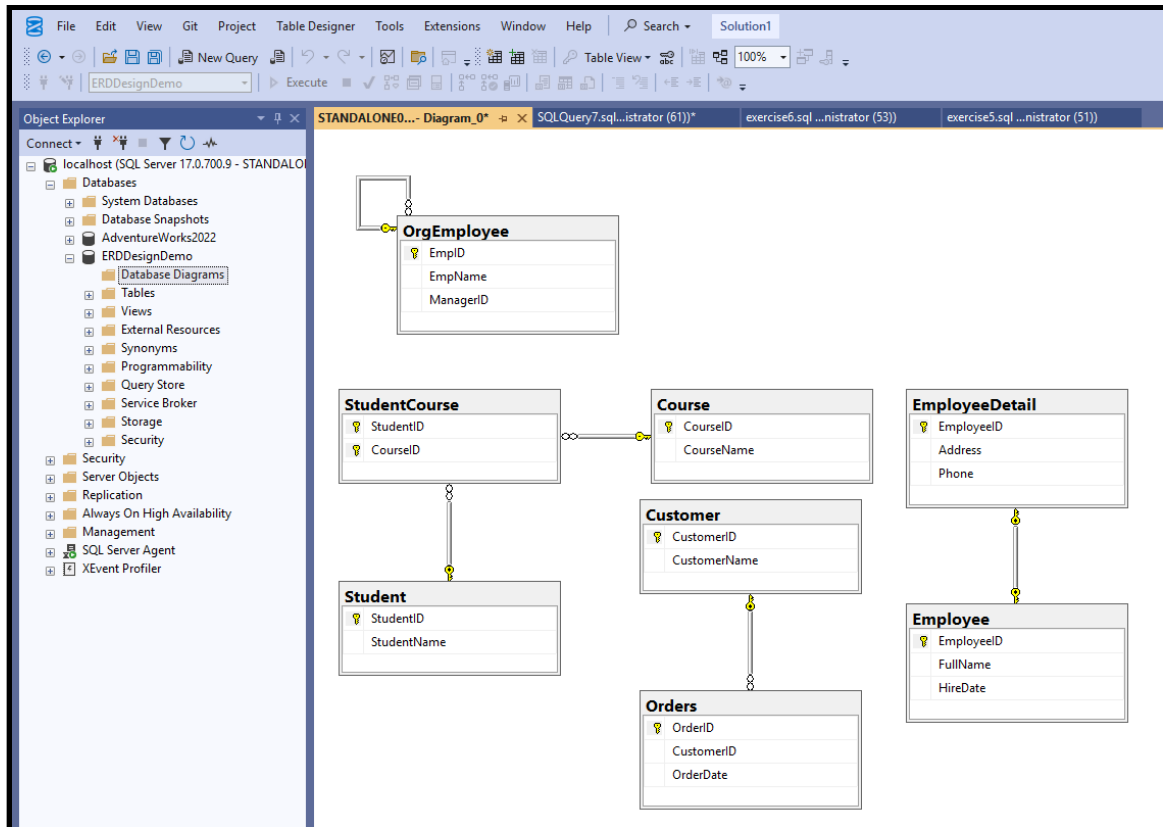 File Edit View Git Project Table Designer Tools Extensions Window Help Search Solution1
New Query Table View 100%
ERDDesignDemo Execute
Object Explorer
Connect
localhost (SQL Server 17.0.700.9 - STANDALO
Databases
System Databases
Database Snapshots
AdventureWorks2022
ERDDesignDemo
Database Diagrams
Tables
Views
External Resources
Synonyms
Programmability
Query Store
Service Broker
Storage
Security
Security
Server Objects
Replication
Always On High Availability
Management
SQL Server Agent
XEvent Profiler
STANDALONE0...- Diagram_0* SQLQuery7.sql...istrator (61))* exercise6.sql ...nistrator (53)) exercise5.sql ...nistrator (51))
OrgEmployee
EmpID
EmpName
ManagerID
StudentCourse
StudentID
CourseID
Course
CourseID
CourseName
EmployeeDetail
EmployeeID
Address
Phone
Customer
CustomerID
CustomerName
Student
StudentID
StudentName
Employee
EmployeeID
FullName
HireDate
Orders
OrderID
CustomerID
OrderDate